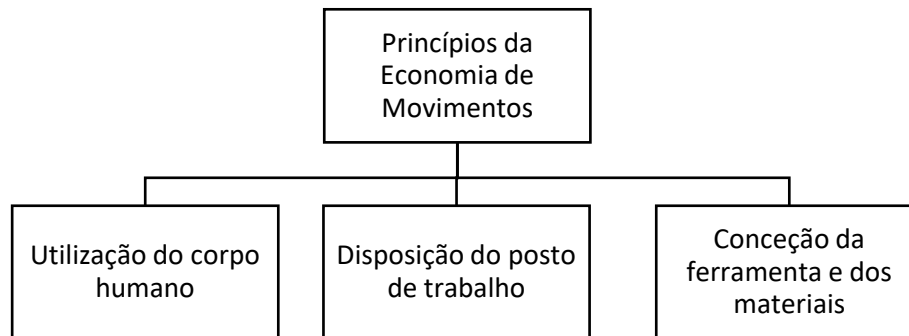 Princípios da
Economia de
Movimentos
Utilização do corpo
humano
Disposição do posto
de trabalho
Conceção da
ferramenta e dos
materiais